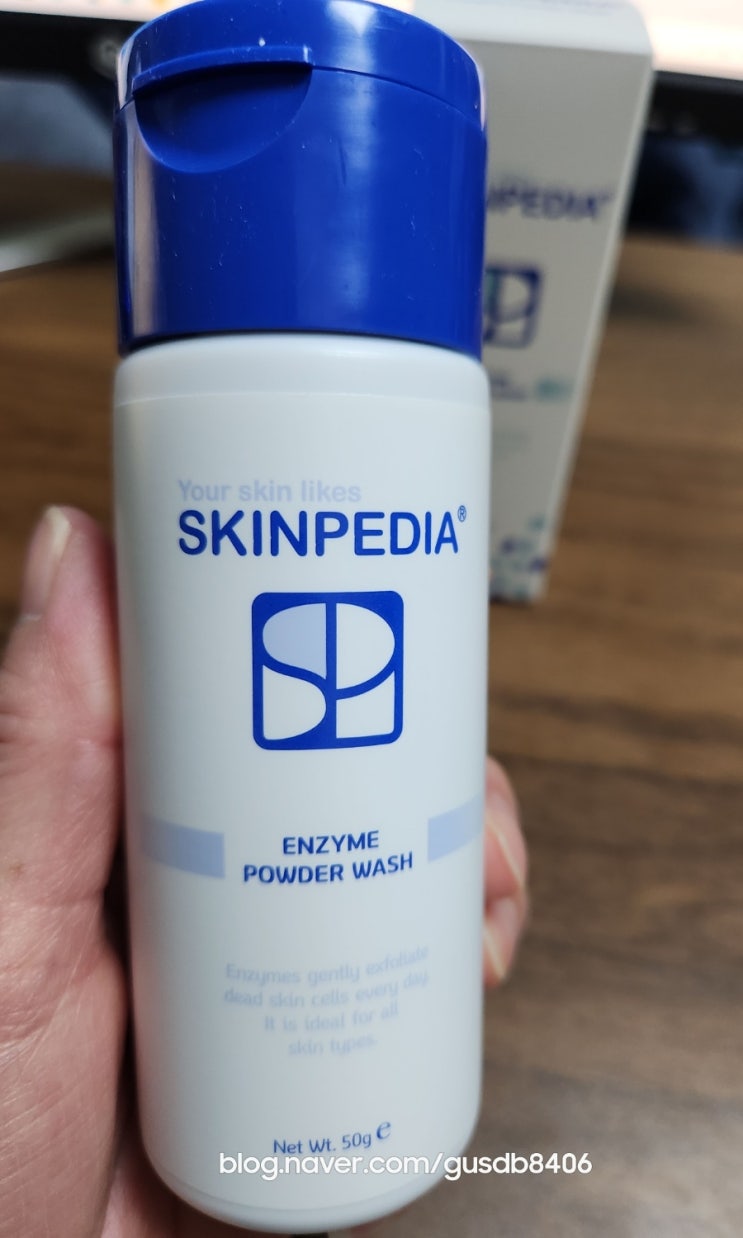 Your skin likes
SKINPEDIA®
ENZYME
POWDER WASH
Enzymes gently exfoliate
dead skin cells every day.
It is ideal for all
skin types.
Net Wt. 50g ℮
blog.naver.com/gusdb8406
NPEDIA®